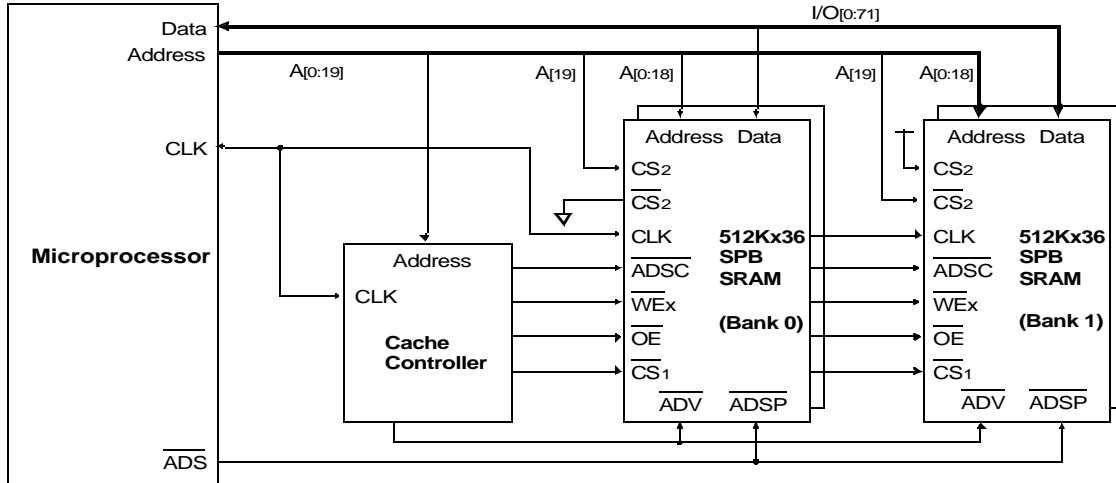 I/O[0:71]
Data
Address
A[0:19]
A[19]
A[0:18]
A[19]
A[0:18]
CLK
Microprocessor
ADS
Address
CLK
Cache
Controller
Address Data
CS2
CS2
CLK
ADSC
WEx
OE
CS1
ADV ADSP
512Kx36
SPB
SRAM
(Bank 0)
Address Data
CS2
CS2
CLK
ADSC
WEx
OE
CS1
ADV ADSP
512Kx36
SPB
SRAM
(Bank 1)